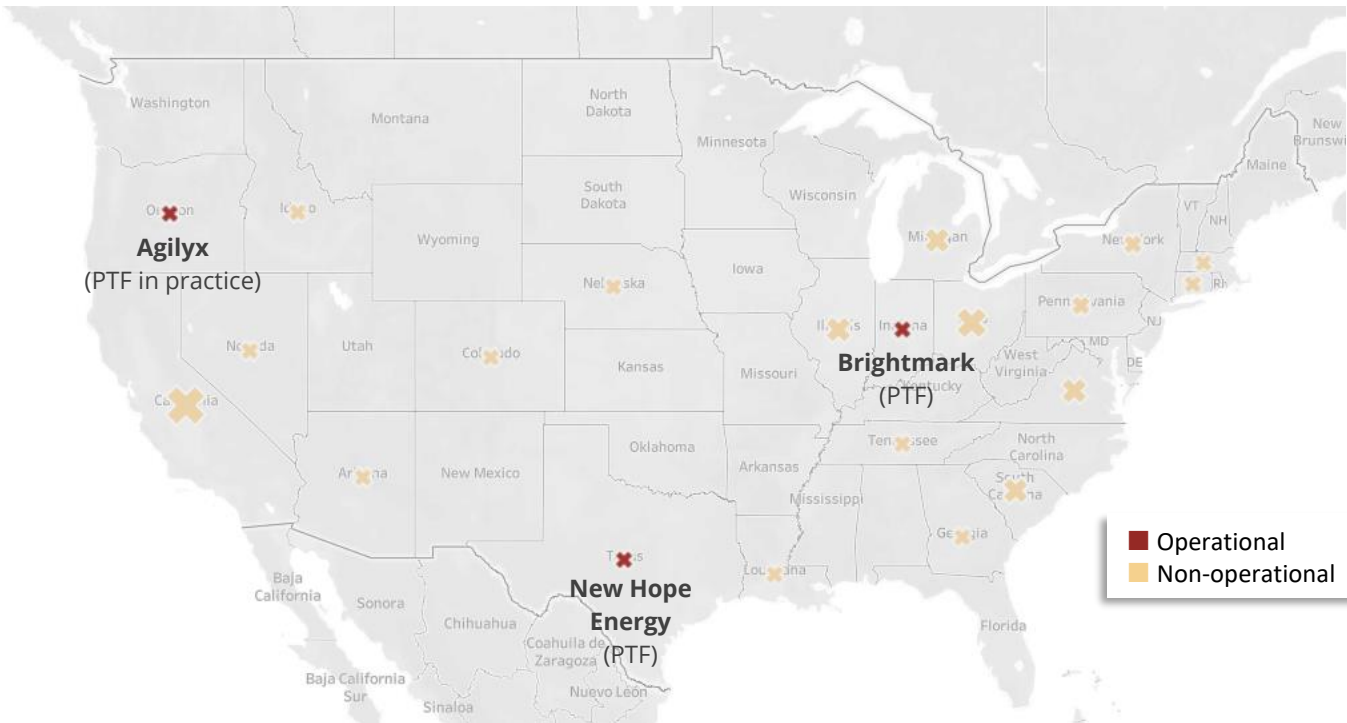 Washington
Montana
North
Dakota
Minnesota
New
Brunswi
Maine
Wisconsin
South
Dakota
VT
NH
Agilyx
(PTF in practice)
Wyoming
Iowa
Utah
Kansas
Missouri
NJ
MD
DE
West
Virginia
Brightmark
(PTF)
Kentucky
Oklahoma
New Mexico
Arkansas
North
Carolina
Mississippi
South
New Hope
Energy
(PTF)
Operational
Non-operational
Baja
California
Sonora
Chihuahua
Coahuila de
Zaragoza
Florida
Baja California
Sur
Sinaloa
Nuevo León